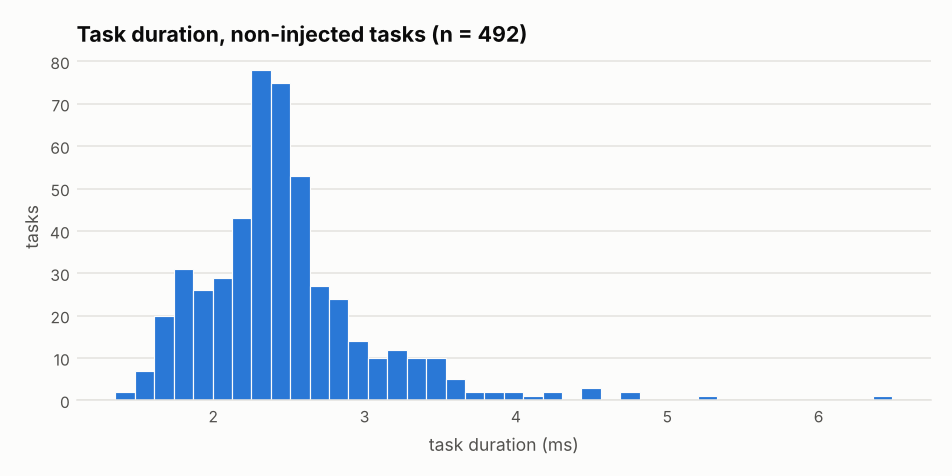 Task duration, non-injected tasks (n = 492)
80
70
60
50
40
30
20
10
0
tasks
2 3 4 5 6
task duration (ms)